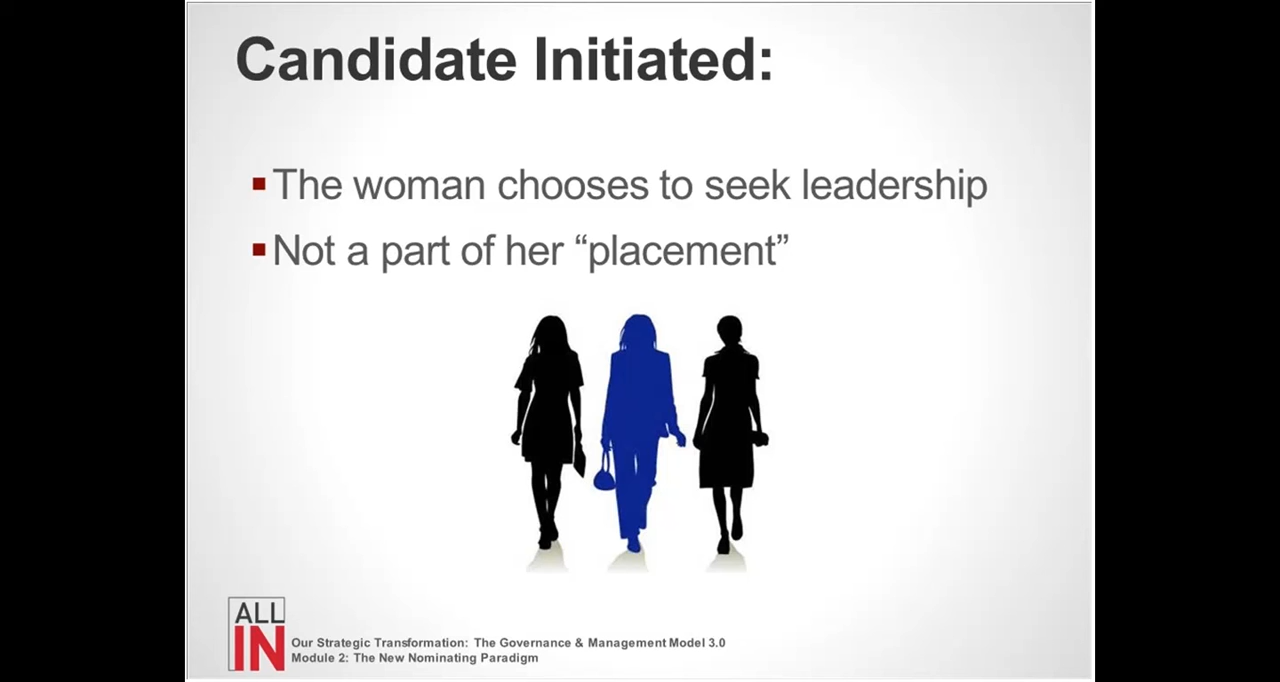 Candidate Initiated:
▪The woman chooses to seek leadership
▪Not a part of her “placement”
ALL
IN
Our Strategic Transformation: The Governance & Management Model 3.0
Module 2: The New Nominating Paradigm